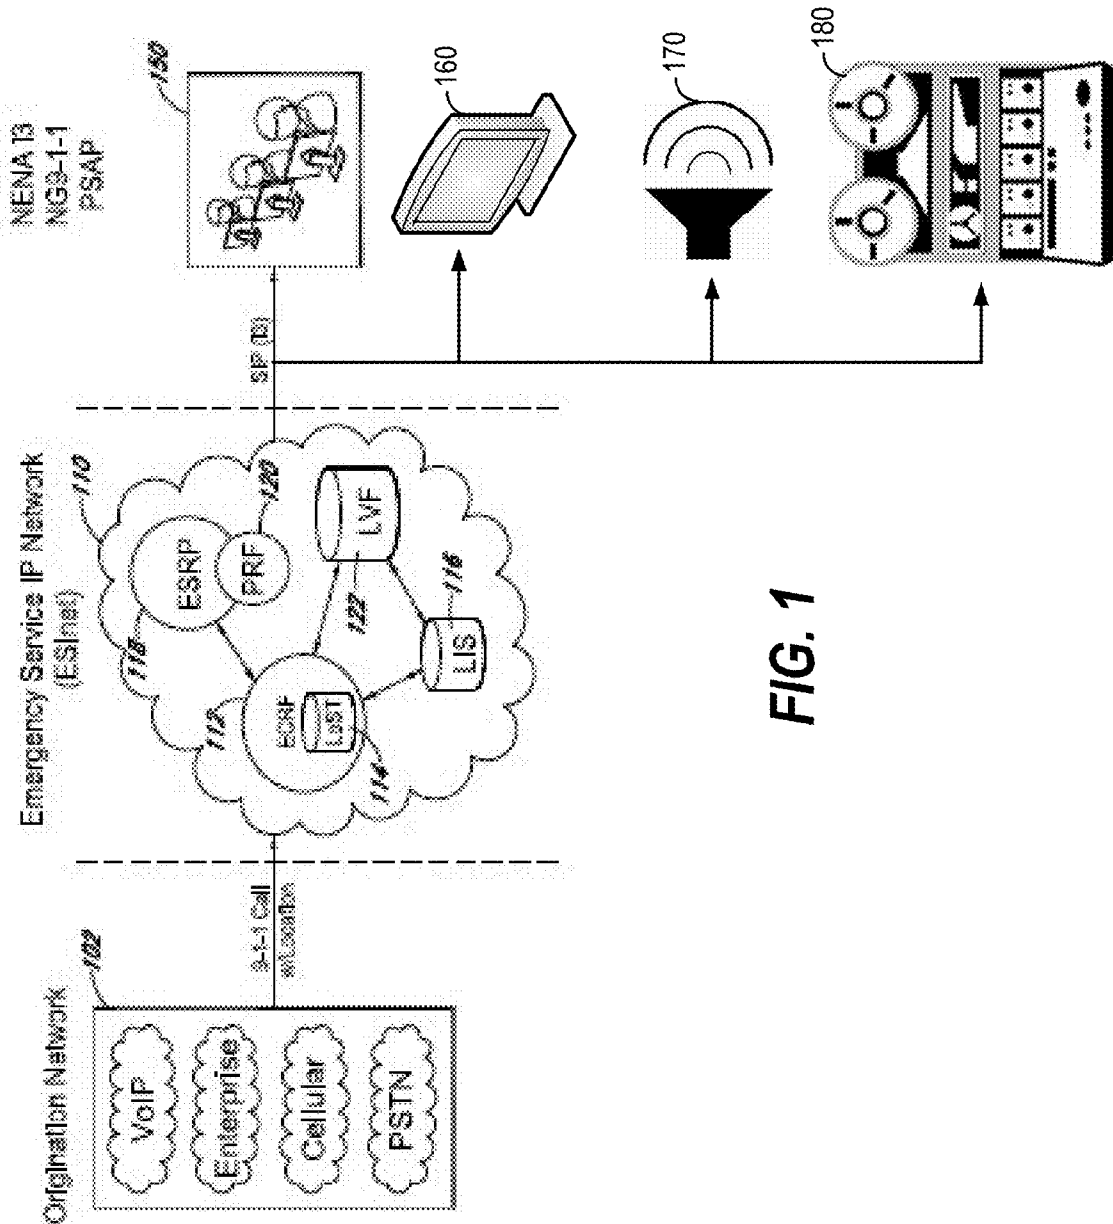 Origination Network
102
VoIP
Enterprise
Cellular
PSTN
9-1-1 Call
w/Location
Emergency Service IP Network
(ESInet)
110
118
ESRP
PRF
120
112
ECRF
LoST
114
LVF
122
LIS
116
SIP (i3)
NENA i3
NG9-1-1
PSAP
150
160
170
180
FIG. 1